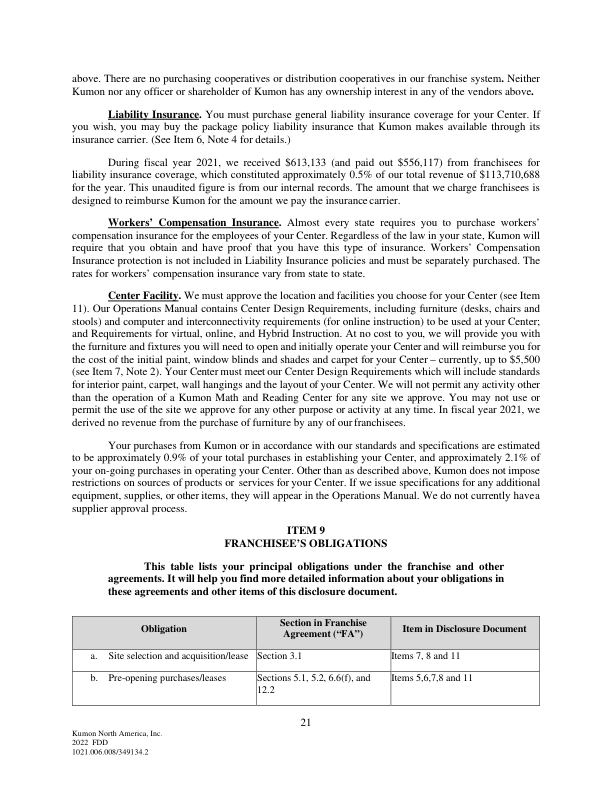 above. There are no purchasing cooperatives or distribution cooperatives in our franchise system. Neither
Kumon nor any officer or shareholder of Kumon has any ownership interest in any of the vendors above.
Liability Insurance. You must purchase general liability insurance coverage for your Center. If
you wish, you may buy the package policy liability insurance that Kumon makes available through its
insurance carrier. (See Item 6, Note 4 for details.)
During fiscal year 2021, we received $613,133 (and paid out $556,117) from franchisees for
liability insurance coverage, which constituted approximately 0.5% of our total revenue of $113,710,688
for the year. This unaudited figure is from our internal records. The amount that we charge franchisees is
designed to reimburse Kumon for the amount we pay the insurance carrier.
Workers' Compensation Insurance. Almost every state requires you to purchase workers'
compensation insurance for the employees of your Center. Regardless of the law in your state, Kumon will
require that you obtain and have proof that you have this type of insurance. Workers' Compensation
Insurance protection is not included in Liability Insurance policies and must be separately purchased. The
rates for workers' compensation insurance vary from state to state.
Center Facility. We must approve the location and facilities you choose for your Center (see Item
11). Our Operations Manual contains Center Design Requirements, including furniture (desks, chairs and
stools) and computer and interconnectivity requirements (for online instruction) to be used at your Center;
and Requirements for virtual, online, and Hybrid Instruction. At no cost to you, we will provide you with
the furniture and fixtures you will need to open and initially operate your Center and will reimburse you for
the cost of the initial paint, window blinds and shades and carpet for your Center – currently, up to $5,500
(see Item 7, Note 2). Your Center must meet our Center Design Requirements which will include standards
for interior paint, carpet, wall hangings and the layout of your Center. We will not permit any activity other
than the operation of a Kumon Math and Reading Center for any site we approve. You may not use or
permit the use of the site we approve for any other purpose or activity at any time. In fiscal year 2021, we
derived no revenue from the purchase of furniture by any of our franchisees.
Your purchases from Kumon or in accordance with our standards and specifications are estimated
to be approximately 0.9% of your total purchases in establishing your Center, and approximately 2.1% of
your on-going purchases in operating your Center. Other than as described above, Kumon does not impose
restrictions on sources of products or services for your Center. If we issue specifications for any additional
equipment, supplies, or other items, they will appear in the Operations Manual. We do not currently have a
supplier approval process.
ITEM 9
FRANCHISEE'S OBLIGATIONS
This table lists your principal obligations under the franchise and other
agreements. It will help you find more detailed information about your obligations in
these agreements and other items of this disclosure document.
Obligation
Section in Franchise
Agreement ("FA")
Item in Disclosure Document
a. Site selection and acquisition/lease
Section 3.1
Items 7, 8 and 11
b. Pre-opening purchases/leases
Sections 5.1, 5.2, 6.6(f), and
12.2
Items 5,6,7,8 and 11
21
Kumon North America, Inc.
2022 FDD
1021.006.008/349134.2